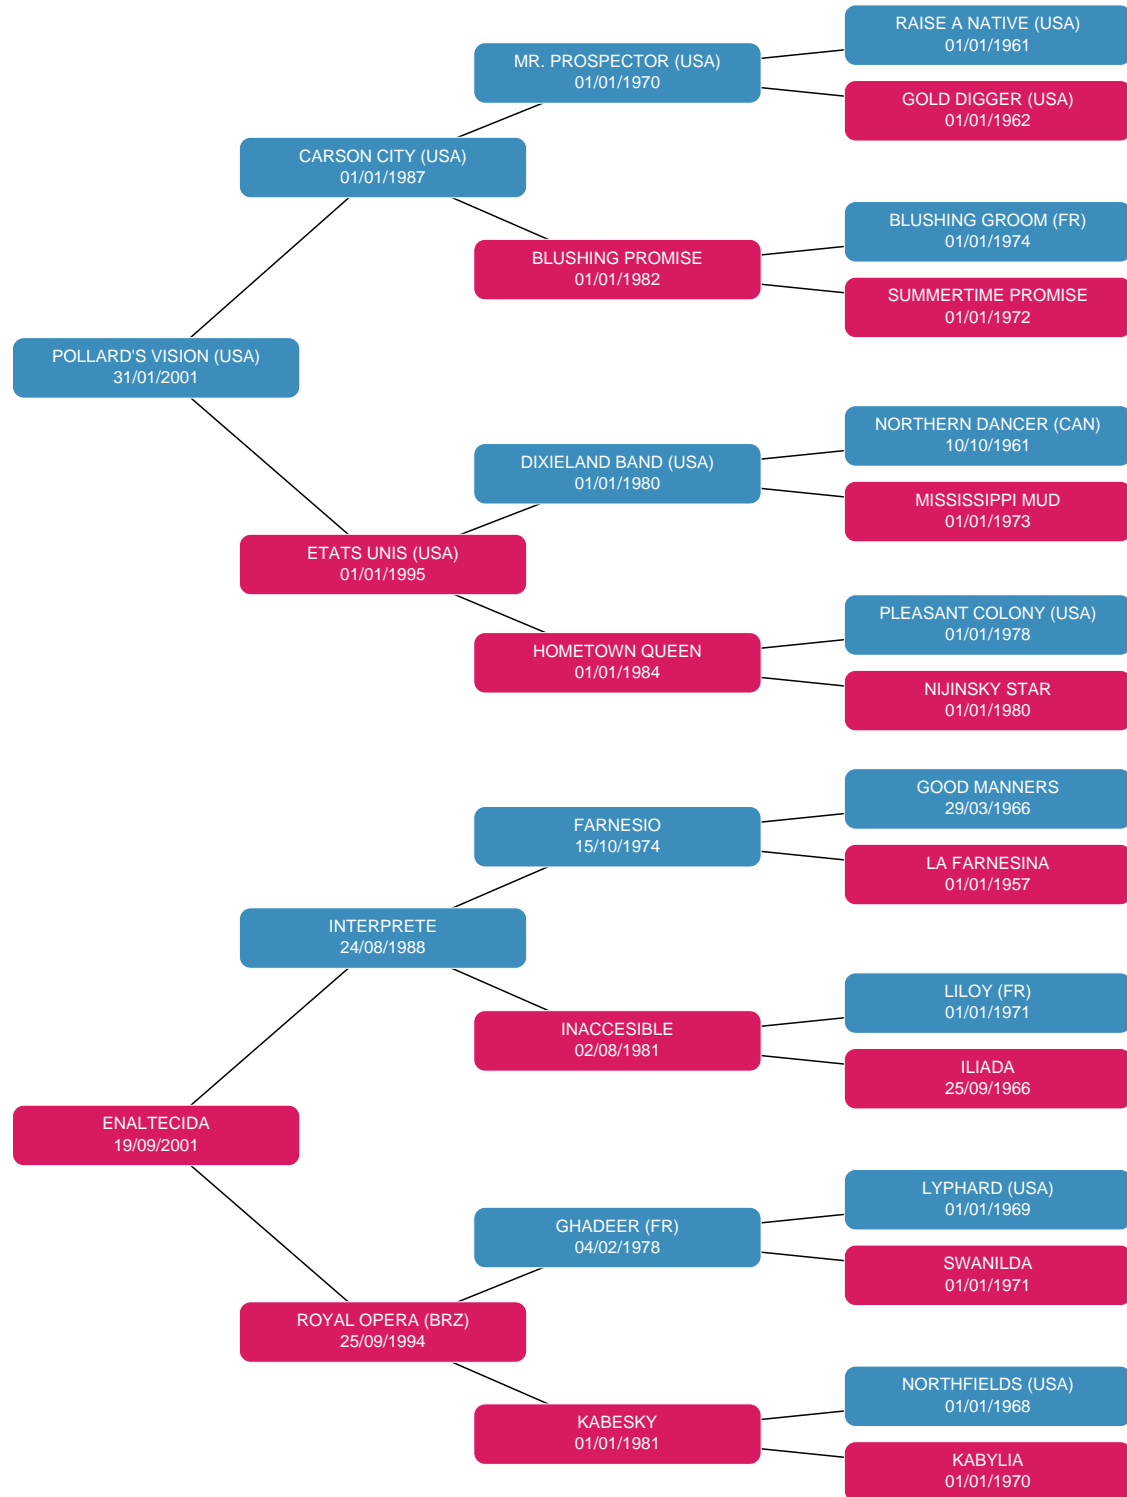 RAISE A NATIVE (USA)
01/01/1961
MR. PROSPECTOR (USA)
01/01/1970
GOLD DIGGER (USA)
01/01/1962
CARSON CITY (USA)
01/01/1987
BLUSHING GROOM (FR)
01/01/1974
BLUSHING PROMISE
01/01/1982
SUMMERTIME PROMISE
01/01/1972
POLLARD'S VISION (USA)
31/01/2001
NORTHERN DANCER (CAN)
10/10/1961
DIXIELAND BAND (USA)
01/01/1980
MISSISSIPPI MUD
01/01/1973
ETATS UNIS (USA)
01/01/1995
PLEASANT COLONY (USA)
01/01/1978
HOMETOWN QUEEN
01/01/1984
NIJINSKY STAR
01/01/1980
GOOD MANNERS
29/03/1966
FARNESIO
15/10/1974
LA FARNESINA
01/01/1957
INTERPRETE
24/08/1988
LILOY (FR)
01/01/1971
INACCESIBLE
02/08/1981
ILIADA
25/09/1966
ENALTECIDA
19/09/2001
LYPHARD (USA)
01/01/1969
GHADEER (FR)
04/02/1978
SWANILDA
01/01/1971
ROYAL OPERA (BRZ)
25/09/1994
NORTHFIELDS (USA)
01/01/1968
KABESKY
01/01/1981
KABYLIA
01/01/1970